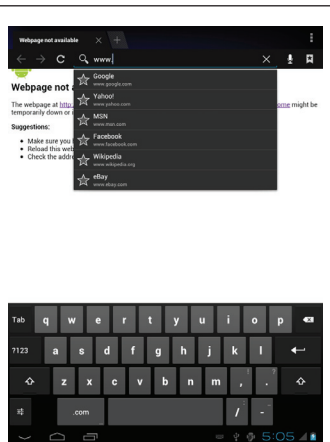 Webpage not available
www.
Google
www.google.com
Yahoo!
www.yahoo.com
MSN
www.msn.com
Facebook
www.facebook.com
Wikipedia
www.wikipedia.org
eBay
www.ebay.com
Webpage not a
The webpage at http: ome might be
temporarily down or i
Suggestions:
Make sure you
Reload this web
Check the addre
Tab q w e r t y u i o p
?123 a s d f g h j k l
z x c v b n m , ! . ?
.com / : -
5:05